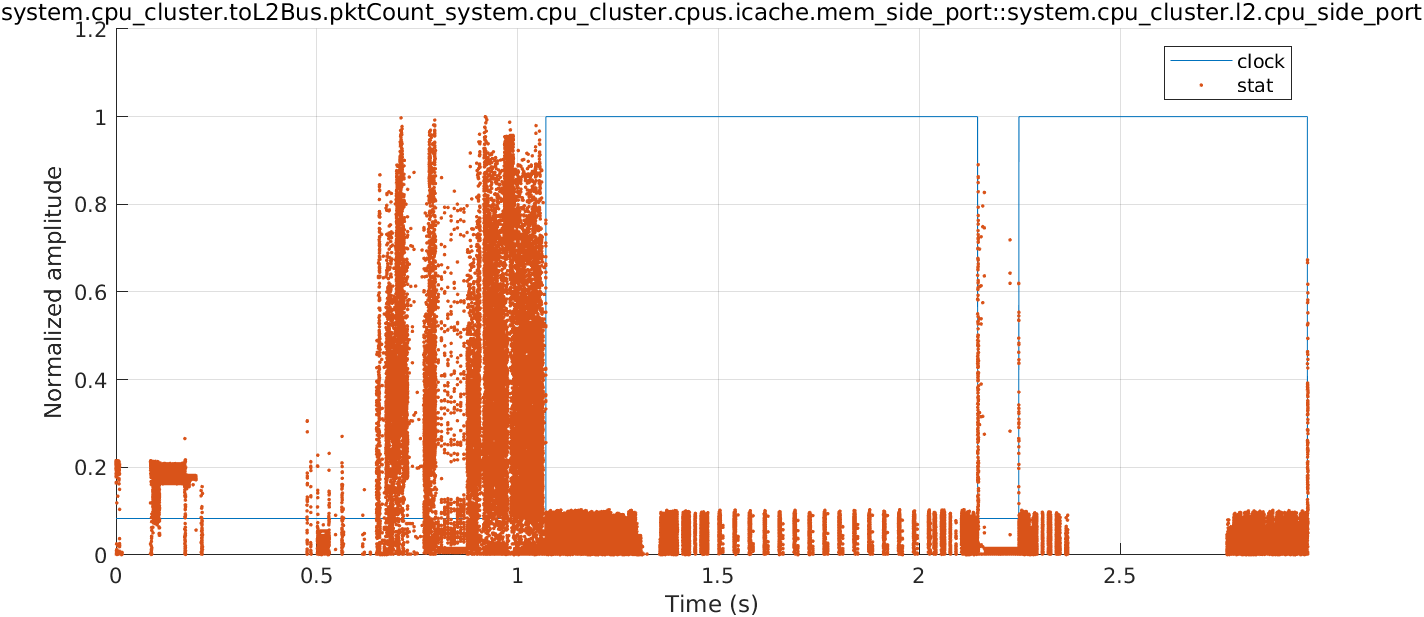 system.cpu_cluster.toL2Bus.pktCount_system.cpu_cluster.cpus.icache.mem_side_port::system.cpu_cluster.l2.cpu_side_port
1.2
clock
stat
1
0.8
0.6
0.4
0.2
0
Normalized amplitude
0 0.5 1 1.5 2 2.5
Time (s)